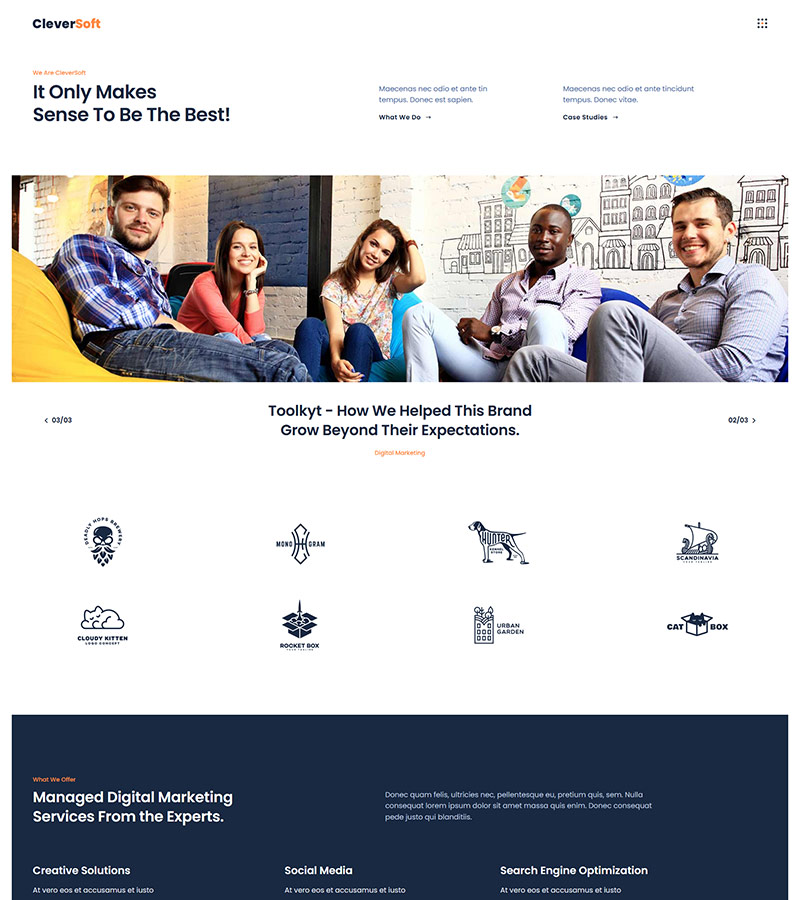 CleverSoft
We Are CleverSoft
It Only Makes
Sense To Be The Best!
Maecenas nec odio et ante tin
tempus. Donec est sapien.
What We Do →
Maecenas nec odio et ante tincidunt
tempus. Donec vitae.
Case Studies →
03/03
Toolkyt - How We Helped This Brand
Grow Beyond Their Expectations.
Digital Marketing
02/03
DEADLY HOPS BREWERY
MONO GRAM
HUNTER
KENNEL
STORE
SCANDINAVIA
YOUR TAGLINE
CLOUDY KITTEN
LOGO CONCEPT
ROCKET BOX
YOUR TAGLINE
URBAN
GARDEN
CAT BOX
What We Offer
Managed Digital Marketing
Services From the Experts.
Donec quam felis, ultricies nec, pellentesque eu, pretium quis, sem. Nulla
consequat lorem ipsum dolor sit amet massa quis enim. Donec consequat
pede justo qui blanditiis.
Creative Solutions
At vero eos et accusamus et iusto
Social Media
At vero eos et accusamus et iusto
Search Engine Optimization
At vero eos et accusamus et iusto